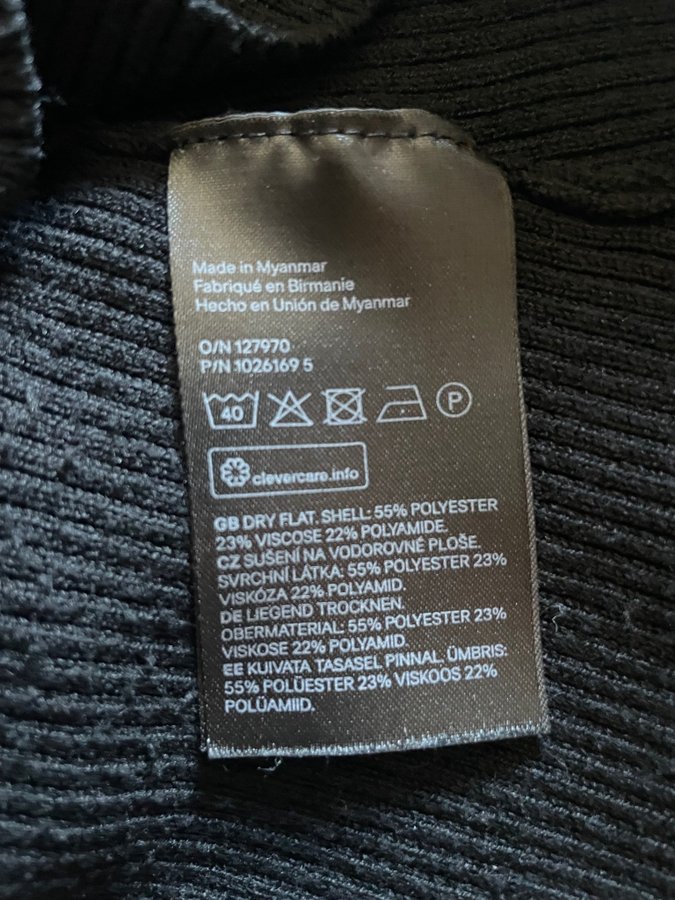 Made in Myanmar
Fabriqué en Birmanie
Hecho en Unión de Myanmar
O/N 127970
P/N 1026169 5
40 P
clevercare.info
GB DRY FLAT. SHELL: 55% POLYESTER
23% VISCOSE 22% POLYAMIDE.
CZ SUŠENÍ NA VODOROVNÉ PLOŠE.
SVRCHNÍ LÁTKA: 55% POLYESTER 23%
VISKÓZA 22% POLYAMID.
DE LIEGEND TROCKNEN.
OBERMATERIAL: 55% POLYESTER 23%
VISKOSE 22% POLYAMID.
EE KUIVATA TASASEL PINNAL. ÜMBRIS:
55% POLÜESTER 23% VISKOOS 22%
POLÜAMIID.